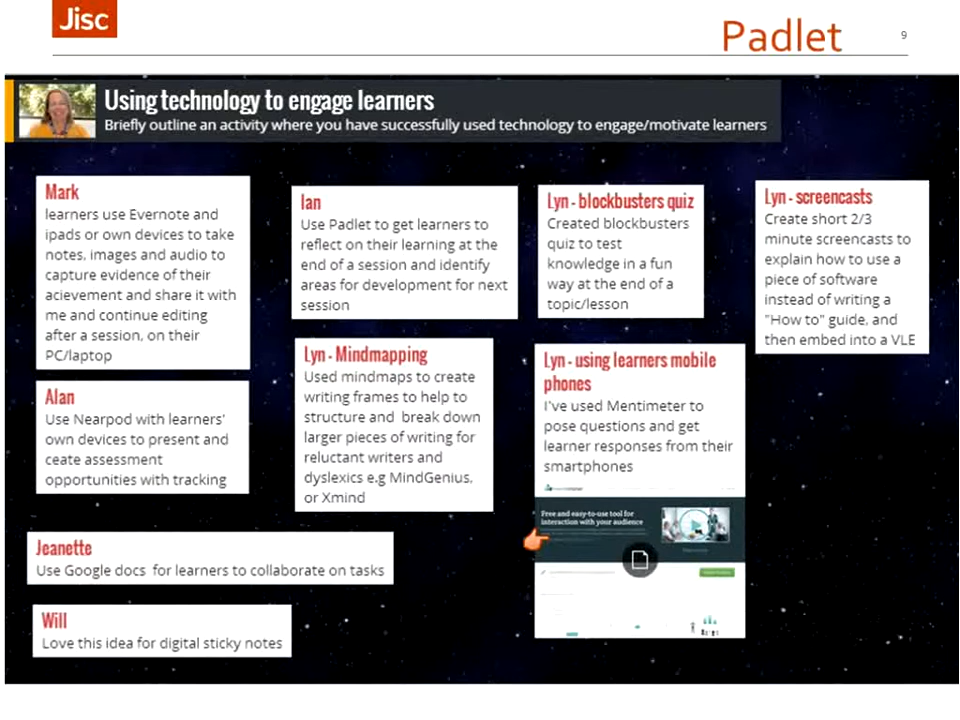 Jisc
Padlet
9
Using technology to engage learners
Briefly outline an activity where you have successfully used technology to engage/motivate learners
Mark
learners use Evernote and
ipads or own devices to take
notes, images and audio to
capture evidence of their
acievement and share it with
me and continue editing
after a session, on their
PC/laptop
Alan
Use Nearpod with learners'
own devices to present and
ceate assessment
opportunities with tracking
Jeanette
Use Google docs for learners to collaborate on tasks
Will
Love this idea for digital sticky notes
Ian
Use Padlet to get learners to
reflect on their learning at the
end of a session and identify
areas for development for next
session
Lyn - Mindmapping
Used mindmaps to create
writing frames to help to
structure and break down
larger pieces of writing for
reluctant writers and
dyslexics e.g MindGenius,
or Xmind
Lyn - blockbusters quiz
Created blockbusters
quiz to test
knowledge in a fun
way at the end of a
topic/lesson
Lyn - using learners mobile
phones
I've used Mentimeter to
pose questions and get
learner responses from their
smartphones
Free and easy-to-use tool for
interaction with your audience
Lyn - screencasts
Create short 2/3
minute screencasts to
explain how to use a
piece of software
instead of writing a
"How to" guide, and
then embed into a VLE